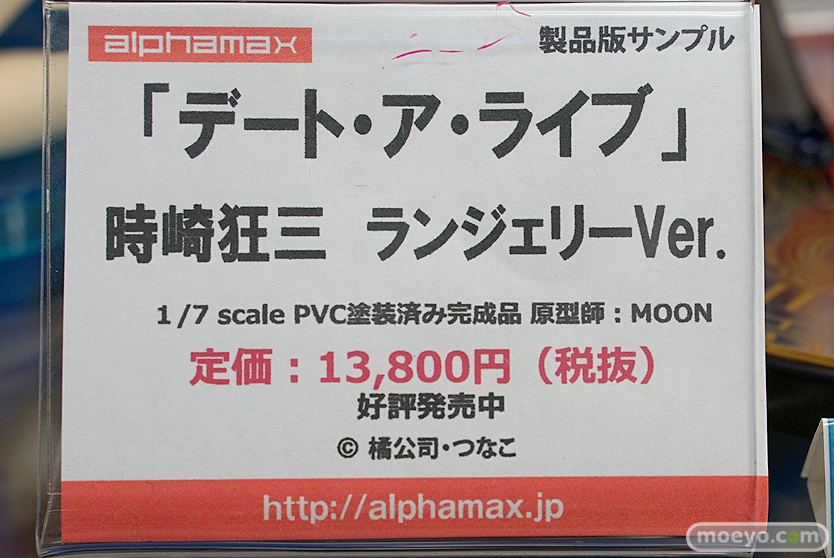 alphamax
製品版サンプル
「デート・ア・ライブ」
時崎狂三 ランジェリーVer.
1/7 scale PVC塗装済み完成品 原型師：MOON
定価：13,800円（税抜）
好評発売中
© 橘公司・つなこ
http://alphamax.jp
moeyo.com